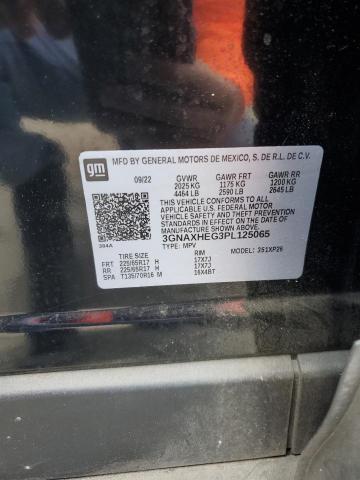 gm MFD BY GENERAL MOTORS DE MEXICO, S. DE R.L. DE C.V.
09/22 GVWR GAWR FRT GAWR RR
2025 KG 1175 KG 1200 KG
4464 LB 2590 LB 2645 LB
THIS VEHICLE CONFORMS TO ALL APPLICABLE
U.S. FEDERAL MOTOR VEHICLE SAFETY AND
THEFT PREVENTION STANDARDS IN EFFECT ON
THE DATE OF MANUFACTURE SHOWN ABOVE.
3GNAXHEG3PL125065
384A TYPE: MPV MODEL: 351XP26
TIRE SIZE RIM
FRT 225/65R17 H 17X7J
RR 225/65R17 H 17X7J
SPA T135/70R16 M 16X4BT